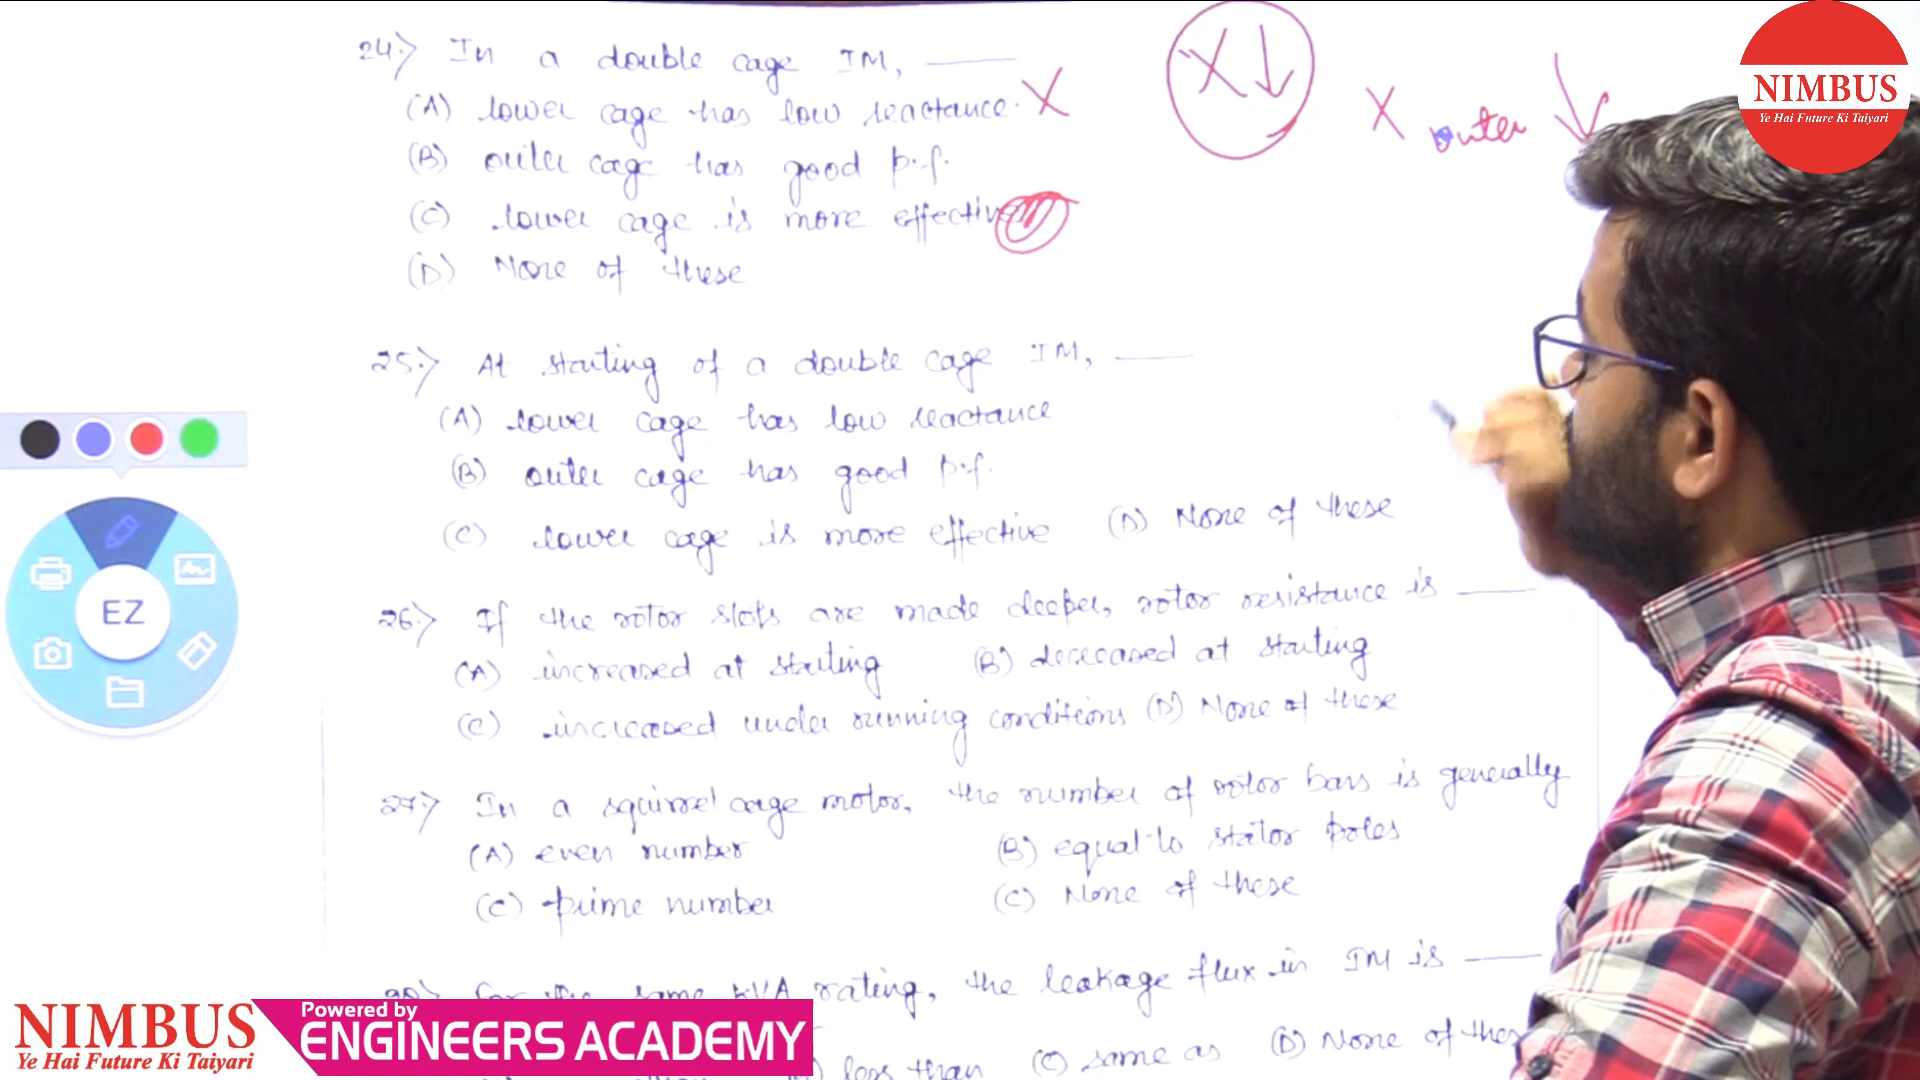 24.) In a double cage IM, ____
(A) lower cage has low reactance. X
(B) outer cage has good p.f.
(C) lower cage is more effective
(D) None of these
X↓
X outer ↓
NIMBUS
Ye Hai Future Ki Taiyari
25.) At starting of a double cage IM, ____
(A) lower cage has low reactance
(B) outer cage has good p.f.
(C) lower cage is more effective (D) None of these
EZ
26.) If the rotor slots are made deeper, rotor resistance is ____
(A) increased at starting (B) decreased at starting
(C) increased under running conditions (D) None of these
27.) In a squirrel cage motor, the number of rotor bars is generally
(A) even number (B) equal to stator poles
(C) prime number (C) None of these
same KVA rating, the leakage flux in IM is ____
less than (C) same as (D) None of thes
NIMBUS
Ye Hai Future Ki Taiyari
Powered by
ENGINEERS ACADEMY